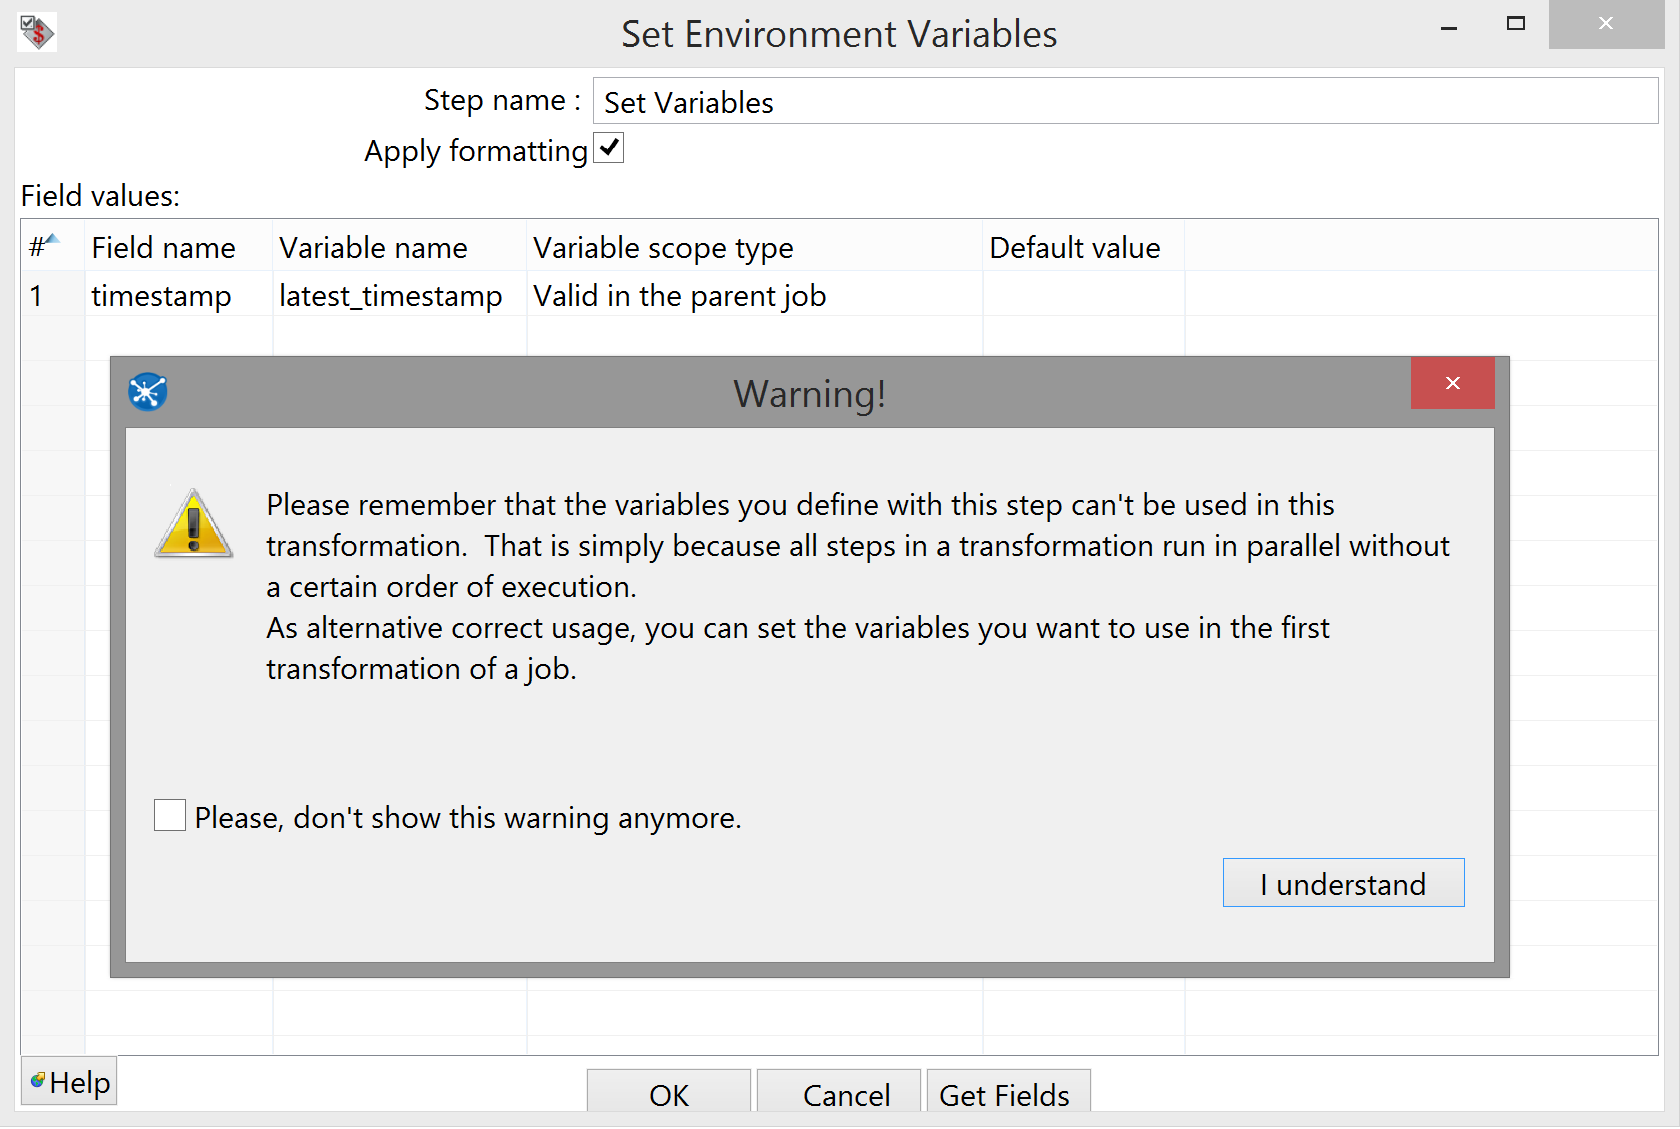 Set Environment Variables
Step name : Set Variables
Apply formatting
Field values:
# Field name Variable name Variable scope type Default value
1 timestamp latest_timestamp Valid in the parent job
Warning!
Please remember that the variables you define with this step can't be used in this
transformation.  That is simply because all steps in a transformation run in parallel without
a certain order of execution.
As alternative correct usage, you can set the variables you want to use in the first
transformation of a job.
Please, don't show this warning anymore.
I understand
Help OK Cancel Get Fields